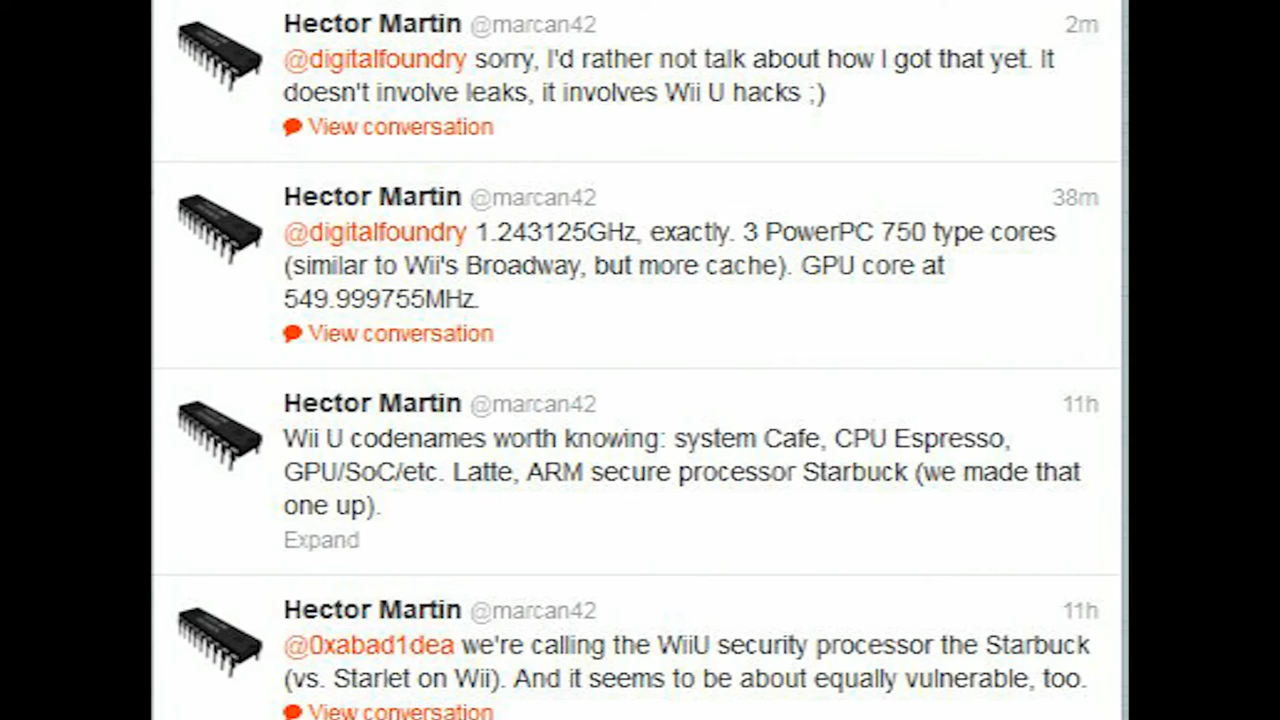 Hector Martin @marcan42 2m
@digitalfoundry sorry, I'd rather not talk about how I got that yet. It
doesn't involve leaks, it involves Wii U hacks ;)
View conversation
Hector Martin @marcan42 38m
@digitalfoundry 1.243125GHz, exactly. 3 PowerPC 750 type cores
(similar to Wii's Broadway, but more cache). GPU core at
549.999755MHz.
View conversation
Hector Martin @marcan42 11h
Wii U codenames worth knowing: system Cafe, CPU Espresso,
GPU/SoC/etc. Latte, ARM secure processor Starbuck (we made that
one up).
Expand
Hector Martin @marcan42 11h
@0xabad1dea we're calling the WiiU security processor the Starbuck
(vs. Starlet on Wii). And it seems to be about equally vulnerable, too.
View conversation